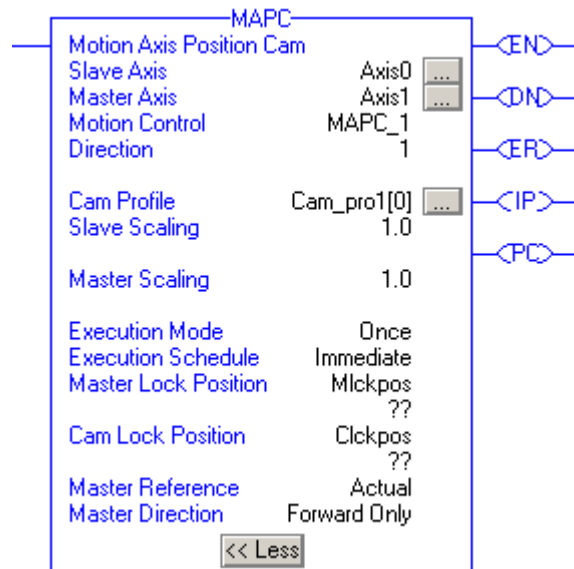 MAPC
Motion Axis Position Cam
EN
Slave Axis Axis0 ...
Master Axis Axis1 ...
DN
Motion Control MAPC_1
Direction 1
ER
Cam Profile Cam_pro1[0] ...
IP
Slave Scaling 1.0
PC
Master Scaling 1.0
Execution Mode Once
Execution Schedule Immediate
Master Lock Position Mlckpos
??
Cam Lock Position Clckpos
??
Master Reference Actual
Master Direction Forward Only
<< Less